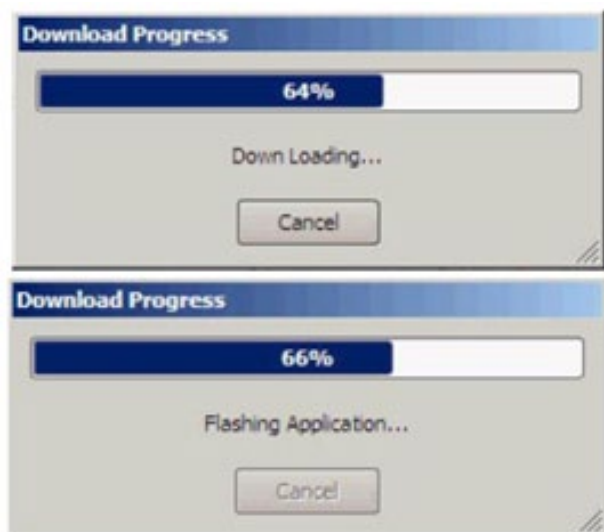 Download Progress
64%
Down Loading...
Cancel
Download Progress
66%
Flashing Application...
Cancel